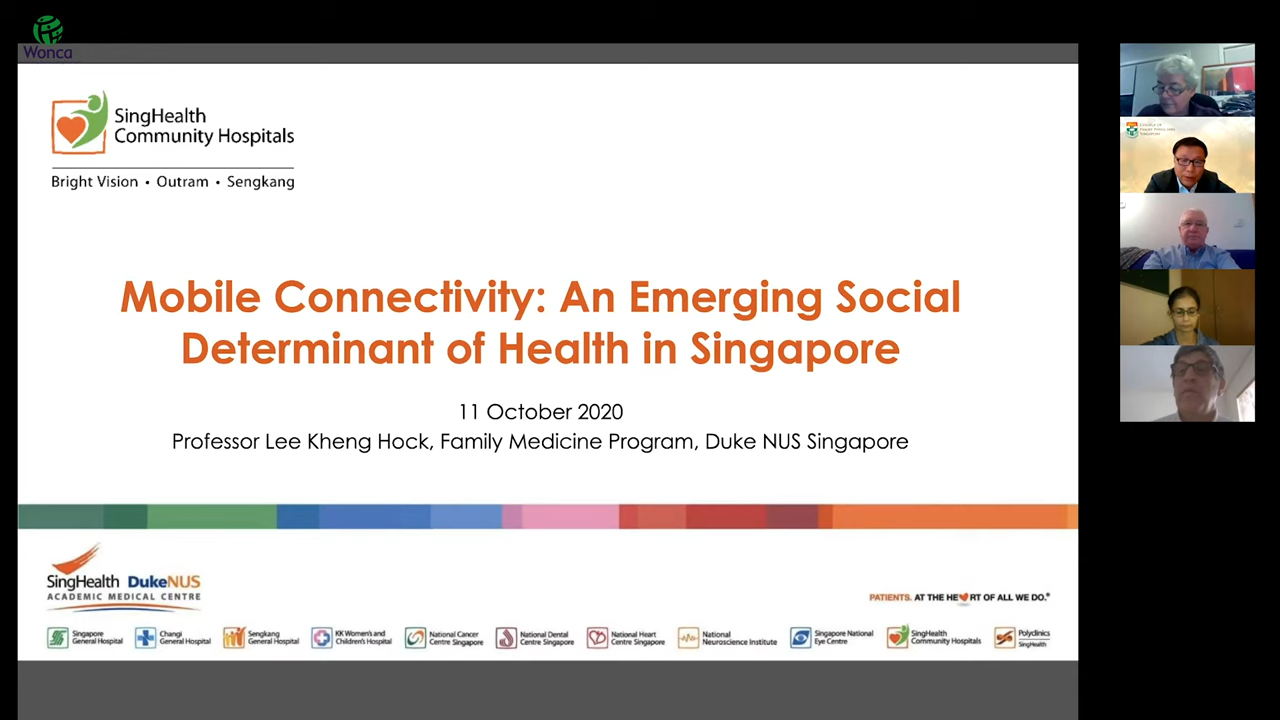 Wonca
SingHealth
Community Hospitals
Bright Vision • Outram • Sengkang
Mobile Connectivity: An Emerging Social
Determinant of Health in Singapore
11 October 2020
Professor Lee Kheng Hock, Family Medicine Program, Duke NUS Singapore
SingHealth DukeNUS
ACADEMIC MEDICAL CENTRE
PATIENTS. AT THE HEART OF ALL WE DO.®
Singapore
General Hospital
Changi
General Hospital
Sengkang
General Hospital
KK Women's and
Children's Hospital
National Cancer
Centre Singapore
National Dental
Centre Singapore
National Heart
Centre Singapore
National
Neuroscience Institute
Singapore National
Eye Centre
SingHealth
Community Hospitals
Polyclinics
SingHealth